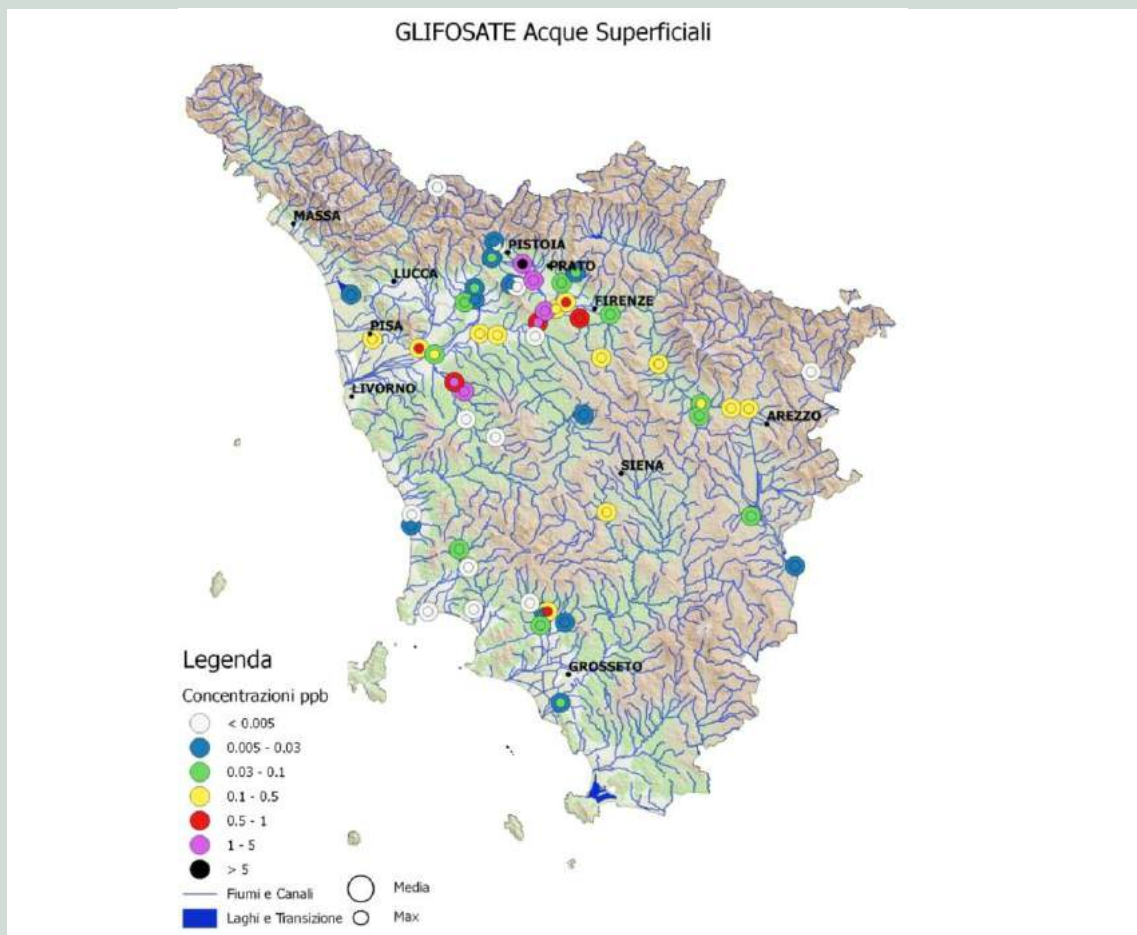 GLIFOSATE Acque Superficiali
MASSA
PISTOIA
PRATO
LUCCA
FIRENZE
PISA
LIVORNO
AREZZO
SIENA
GROSSETO
Legenda
Concentrazioni ppb
< 0.005
0.005 - 0.03
0.03 - 0.1
0.1 - 0.5
0.5 - 1
1 - 5
> 5
Fiumi e Canali
Media
Laghi e Transizione
Max